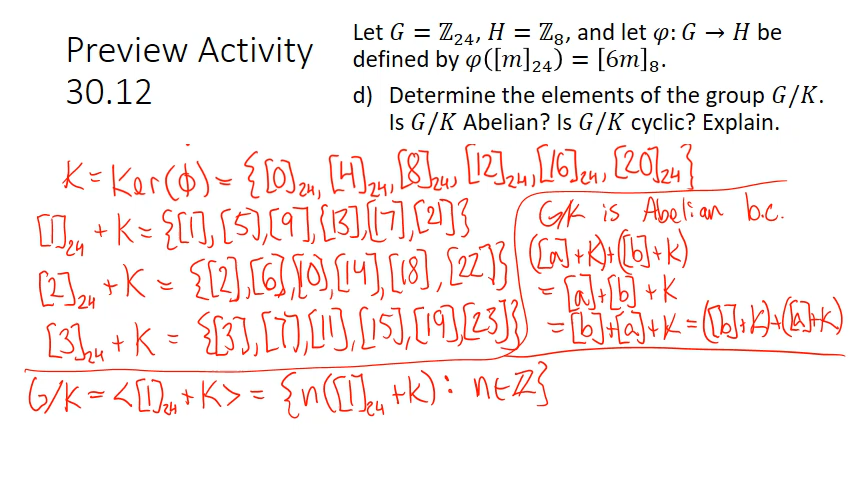 Preview Activity
30.12
Let G = ℤ₂₄, H = ℤ₈, and let φ: G → H be
defined by φ([m]₂₄) = [6m]₈.
d) Determine the elements of the group G/K.
Is G/K Abelian? Is G/K cyclic? Explain.
K = Ker(ϕ) = {[0]₂₄, [4]₂₄, [8]₂₄, [12]₂₄, [16]₂₄, [20]₂₄}
[1]₂₄ + K = {[1], [5], [9], [13], [17], [21]}
[2]₂₄ + K = {[2], [6], [10], [14], [18], [22]}
[3]₂₄ + K = {[3], [7], [11], [15], [19], [23]}
G/K is Abelian b.c.
([a]+K)+([b]+K)
= [a]+[b]+K
= [b]+[a]+K = ([b]+K)+([a]+K)
G/K = <[1]₂₄ + K> = {n([1]₂₄ + K) : n ∈ ℤ}